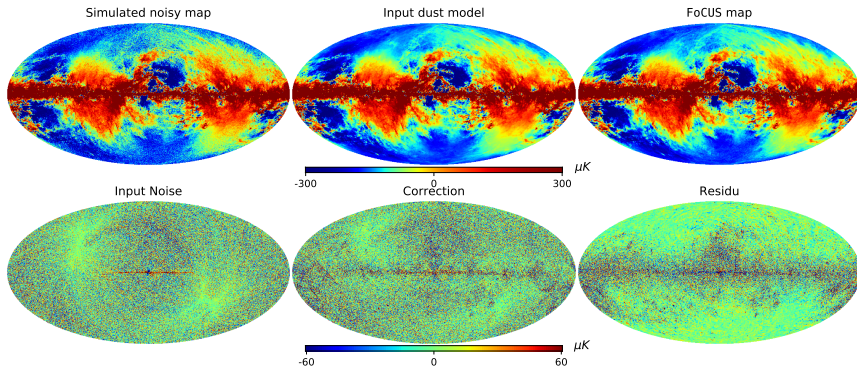 Simulated noisy map
Input dust model
FoCUS map
μK
-300 0 300
Input Noise
Correction
Residu
μK
-60 0 60